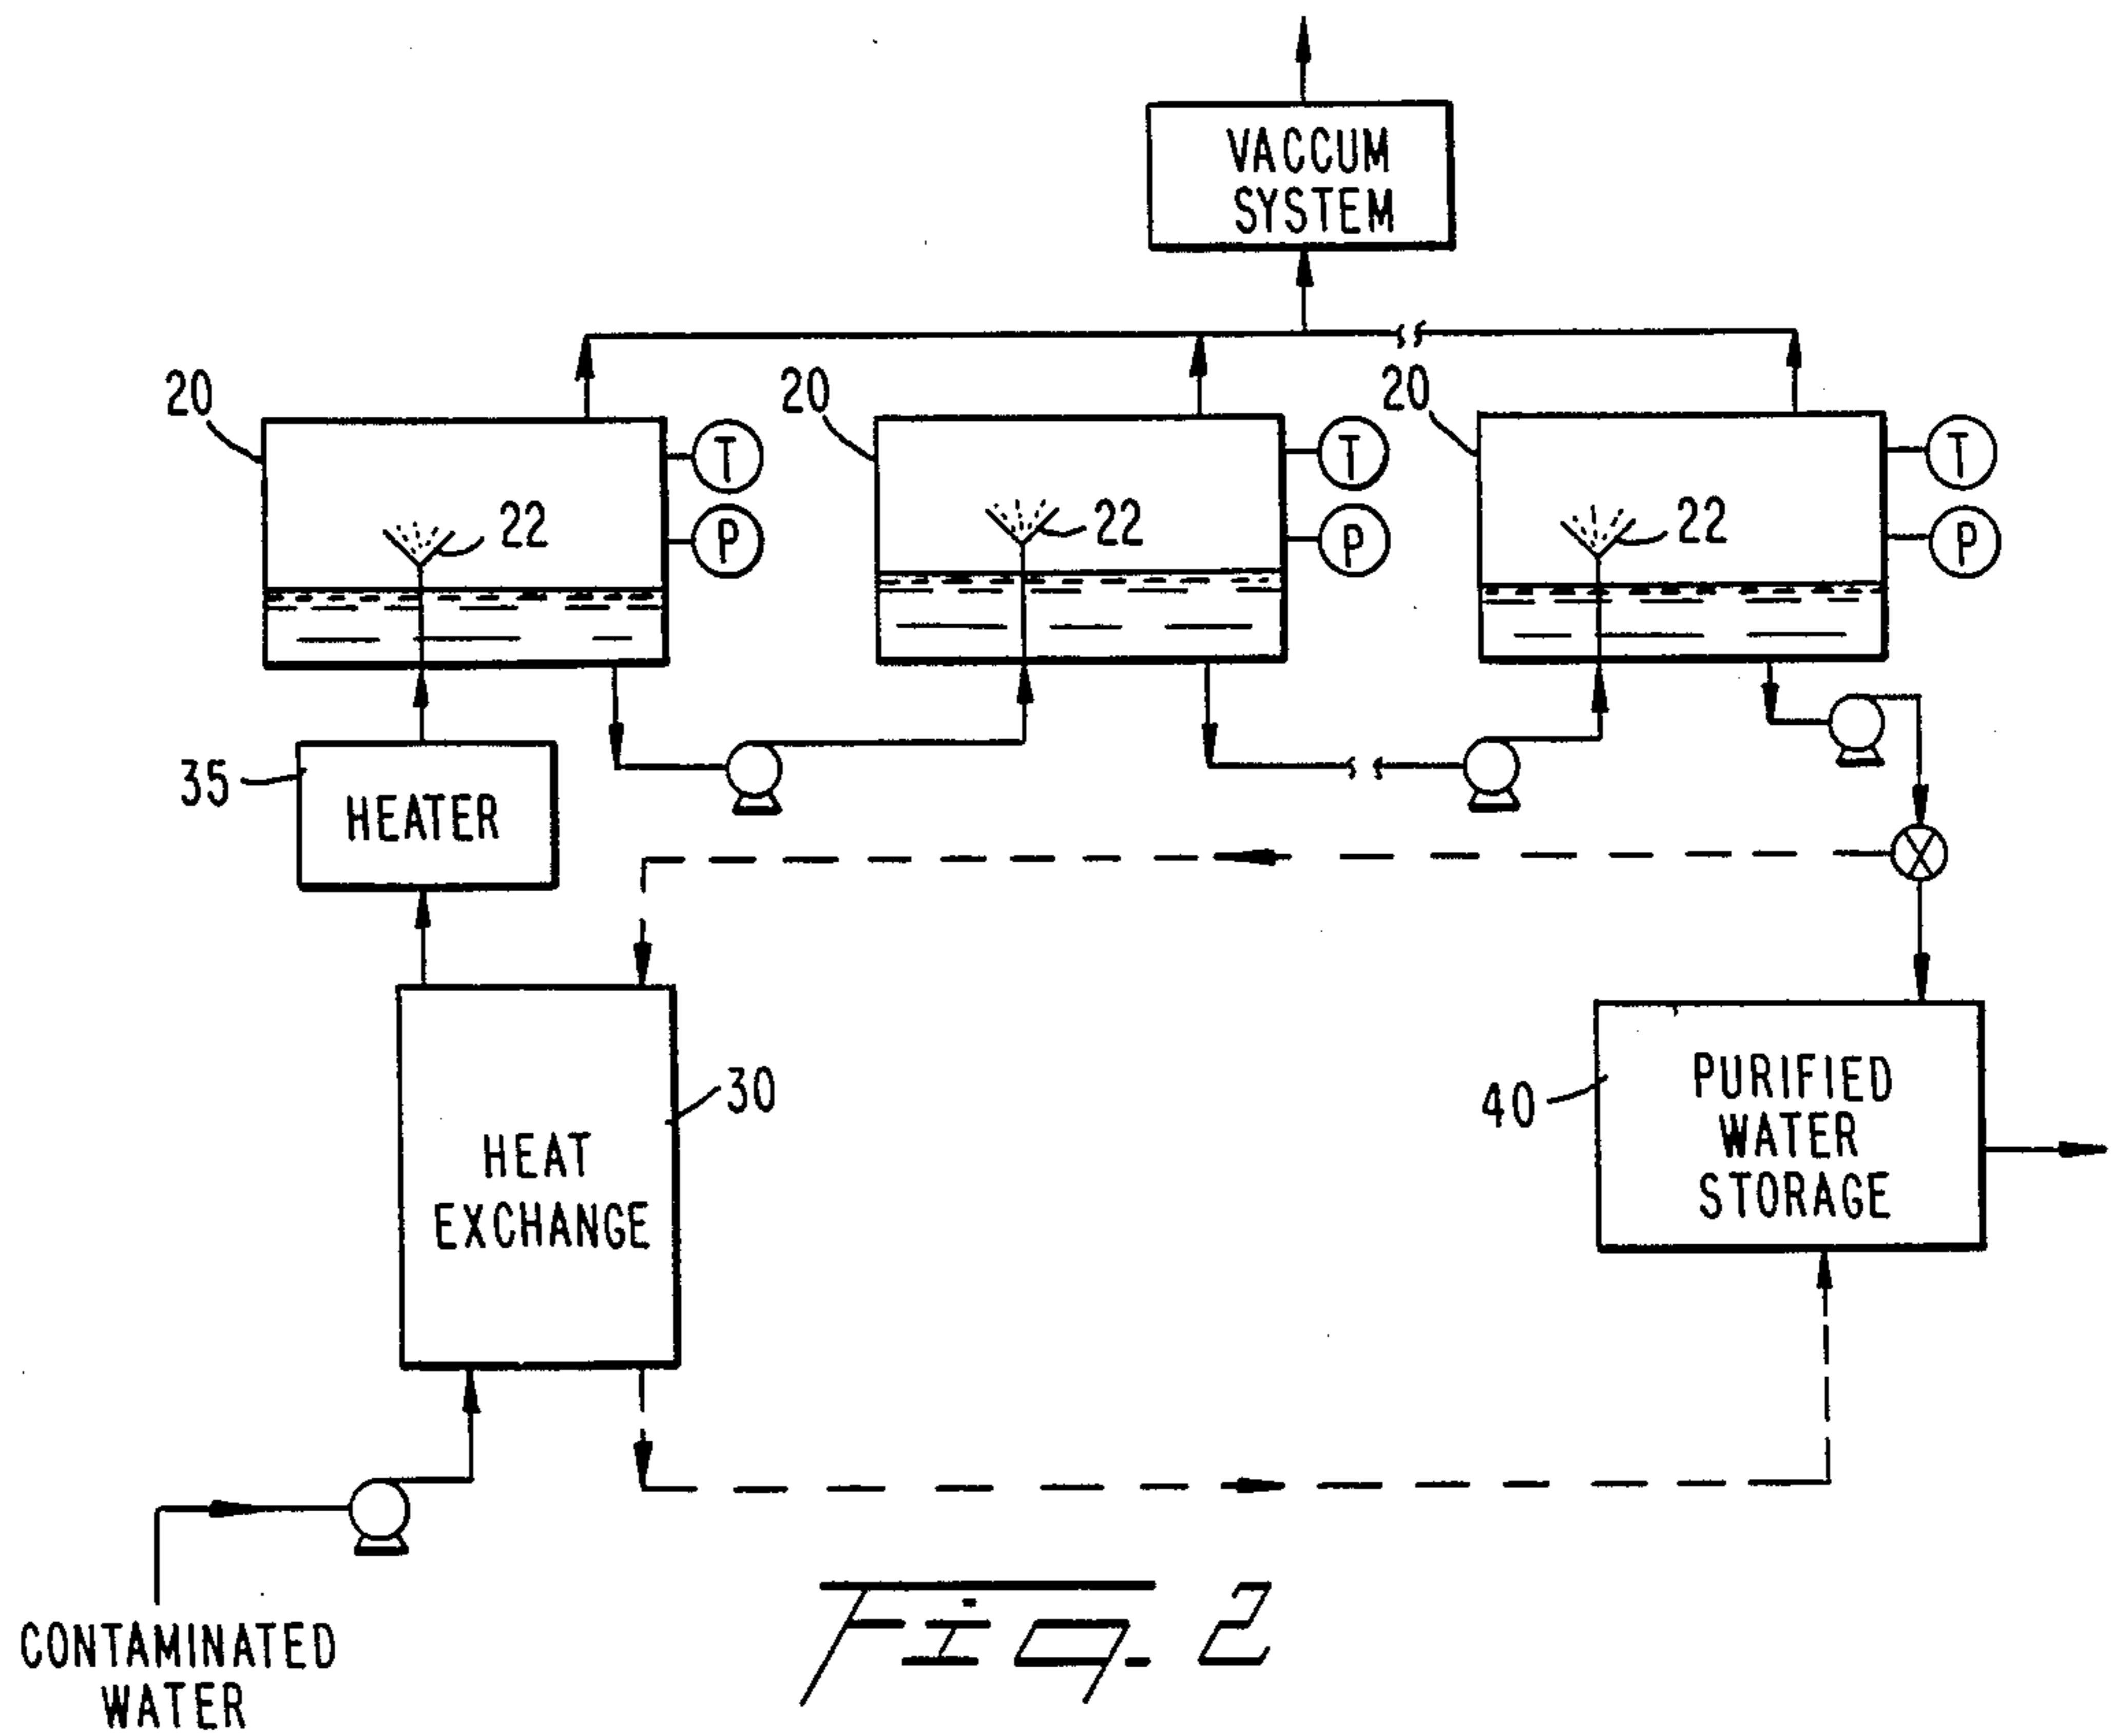 VACCUM
SYSTEM
20
20
20
T
T
T
22
22
22
P
P
P
35
HEATER
30
HEAT
EXCHANGE
40
PURIFIED
WATER
STORAGE
CONTAMINATED
WATER
Fig. 2